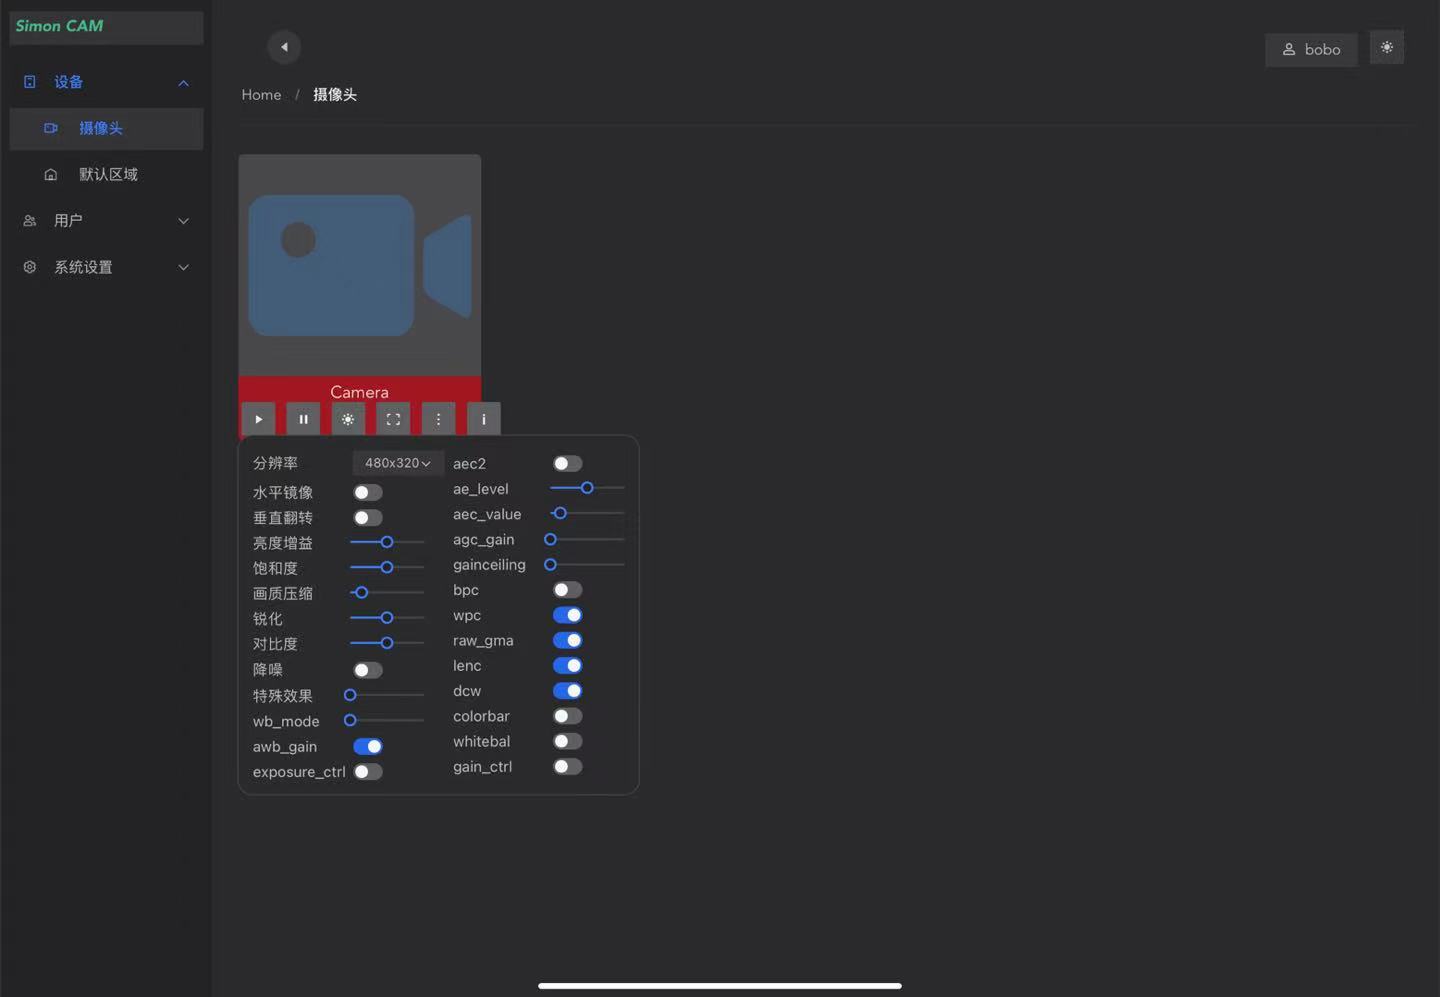 Simon CAM
设备
摄像头
默认区域
用户
系统设置
bobo
Home / 摄像头
Camera
分辨率 480x320
水平镜像
垂直翻转
亮度增益
饱和度
画质压缩
锐化
对比度
降噪
特殊效果
wb_mode
awb_gain
exposure_ctrl
aec2
ae_level
aec_value
agc_gain
gainceiling
bpc
wpc
raw_gma
lenc
dcw
colorbar
whitebal
gain_ctrl